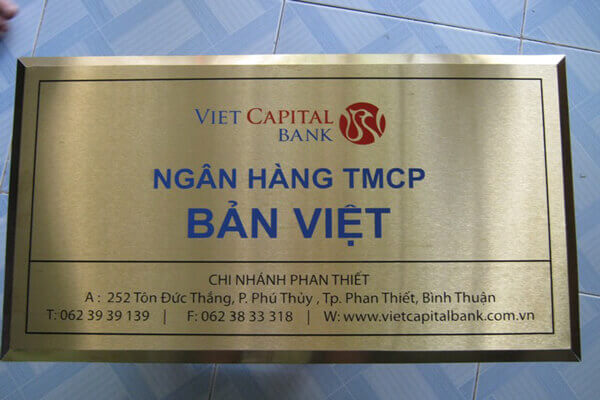 VIET CAPITAL
BANK
NGÂN HÀNG TMCP
BẢN VIỆT
CHI NHÁNH PHAN THIẾT
A : 252 Tôn Đức Thắng, P. Phú Thủy , Tp. Phan Thiết, Bình Thuận
T: 062 39 39 139 | F: 062 38 33 318 | W: www.vietcapitalbank.com.vn